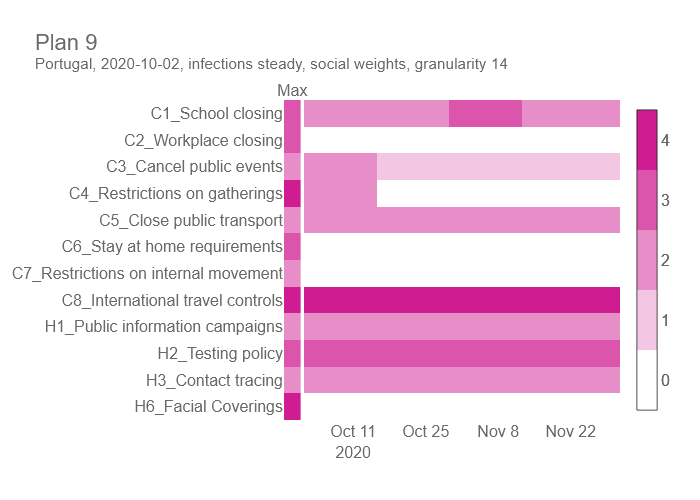 Plan 9
Portugal, 2020-10-02, infections steady, social weights, granularity 14
Max
C1_School closing
C2_Workplace closing
C3_Cancel public events
C4_Restrictions on gatherings
C5_Close public transport
C6_Stay at home requirements
C7_Restrictions on internal movement
C8_International travel controls
H1_Public information campaigns
H2_Testing policy
H3_Contact tracing
H6_Facial Coverings
Oct 11 Oct 25 Nov 8 Nov 22
2020
4
3
2
1
0